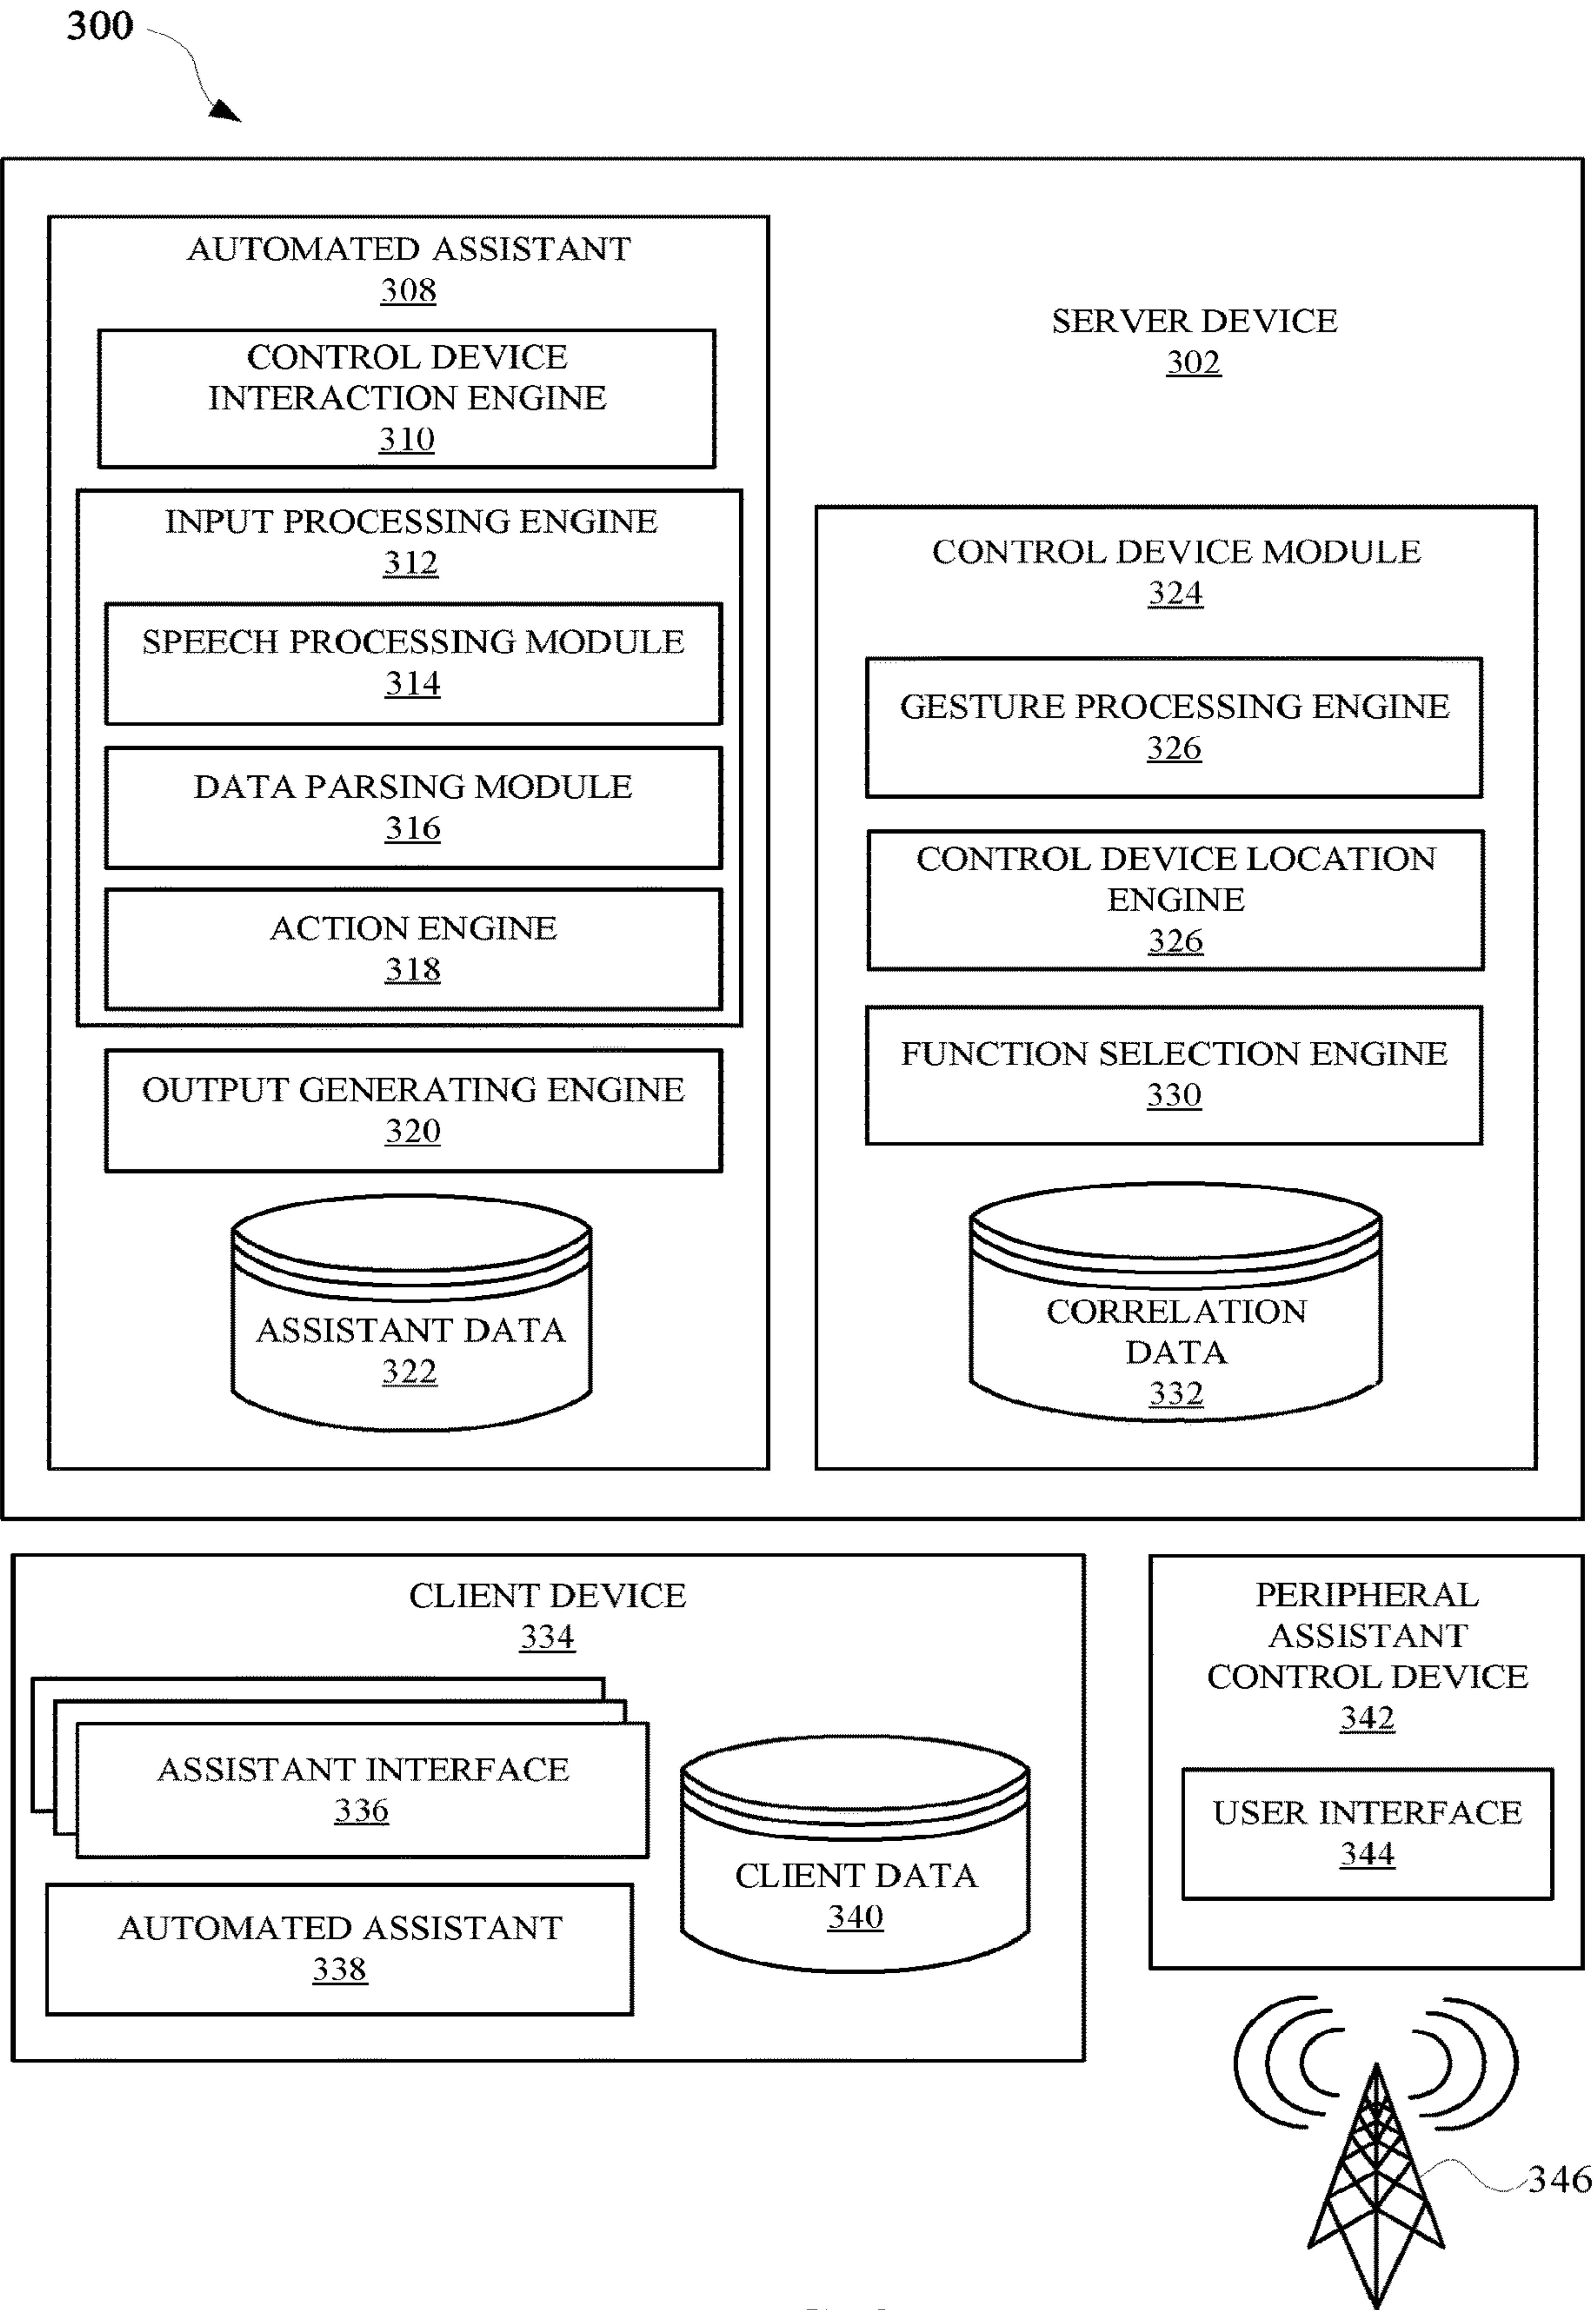 300
AUTOMATED ASSISTANT
308
CONTROL DEVICE
INTERACTION ENGINE
310
INPUT PROCESSING ENGINE
312
SPEECH PROCESSING MODULE
314
DATA PARSING MODULE
316
ACTION ENGINE
318
OUTPUT GENERATING ENGINE
320
ASSISTANT DATA
322
SERVER DEVICE
302
CONTROL DEVICE MODULE
324
GESTURE PROCESSING ENGINE
326
CONTROL DEVICE LOCATION
ENGINE
326
FUNCTION SELECTION ENGINE
330
CORRELATION
DATA
332
CLIENT DEVICE
334
ASSISTANT INTERFACE
336
AUTOMATED ASSISTANT
338
CLIENT DATA
340
PERIPHERAL
ASSISTANT
CONTROL DEVICE
342
USER INTERFACE
344
346